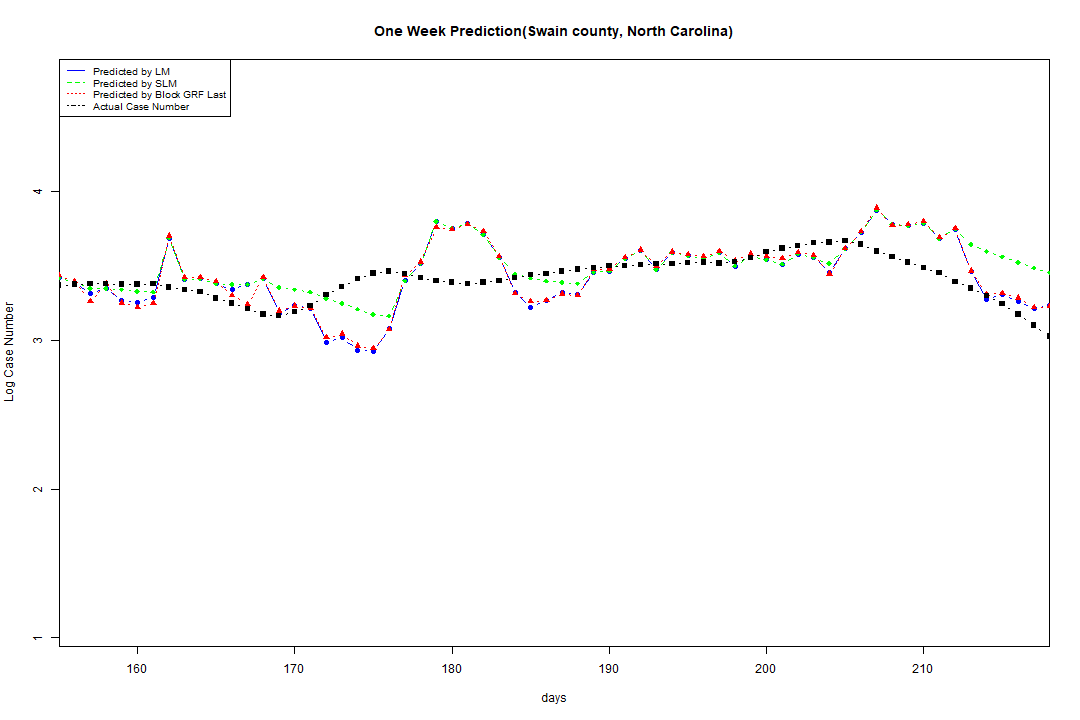 One Week Prediction(Swain county, North Carolina)
Predicted by LM
Predicted by SLM
Predicted by Block GRF Last
Actual Case Number
Log Case Number
4
3
2
1
160 170 180 190 200 210
days